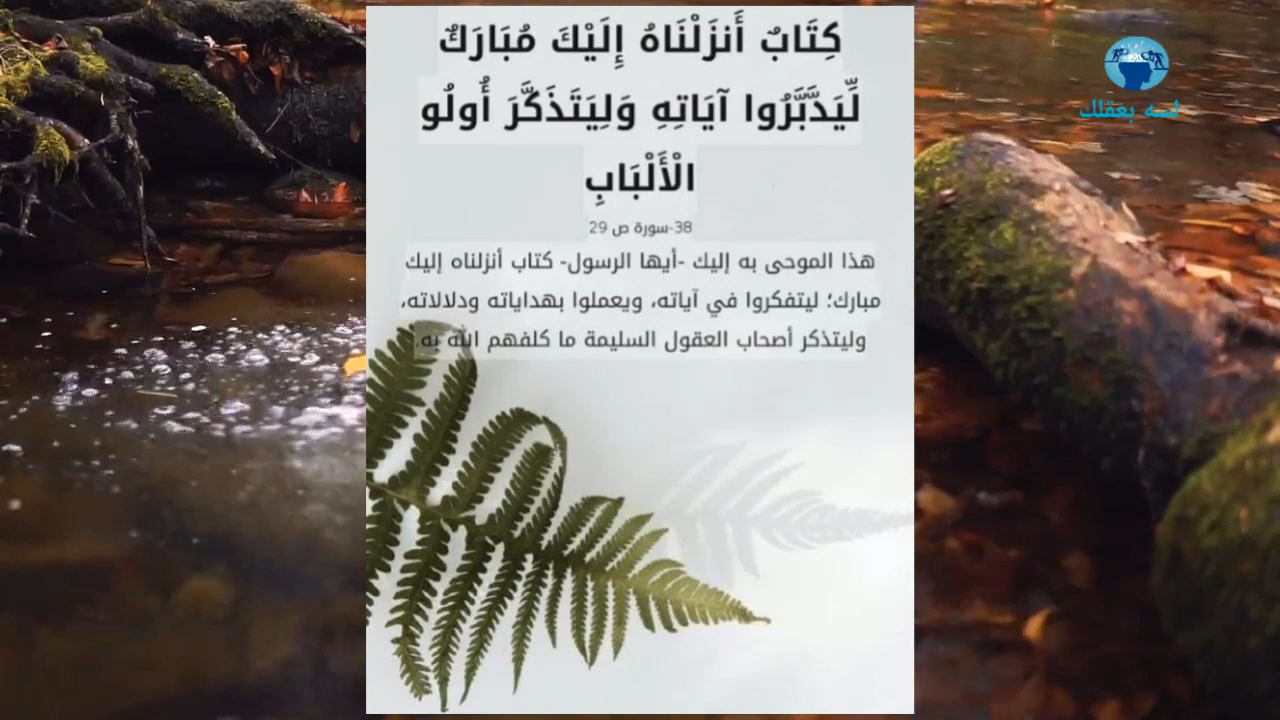 كِتَابٌ أَنزَلْنَاهُ إِلَيْكَ مُبَارَكٌ
لِّيَدَّبَّرُوا آيَاتِهِ وَلِيَتَذَكَّرَ أُولُو
الْأَلْبَابِ
38-سورة ص 29
هذا الموحى به إليك -أيها الرسول- كتاب أنزلناه إليك
مبارك؛ ليتفكروا في آياته، ويعملوا بهداياته ودلالاته،
وليتذكر أصحاب العقول السليمة ما كلفهم الله به.
بعقلك